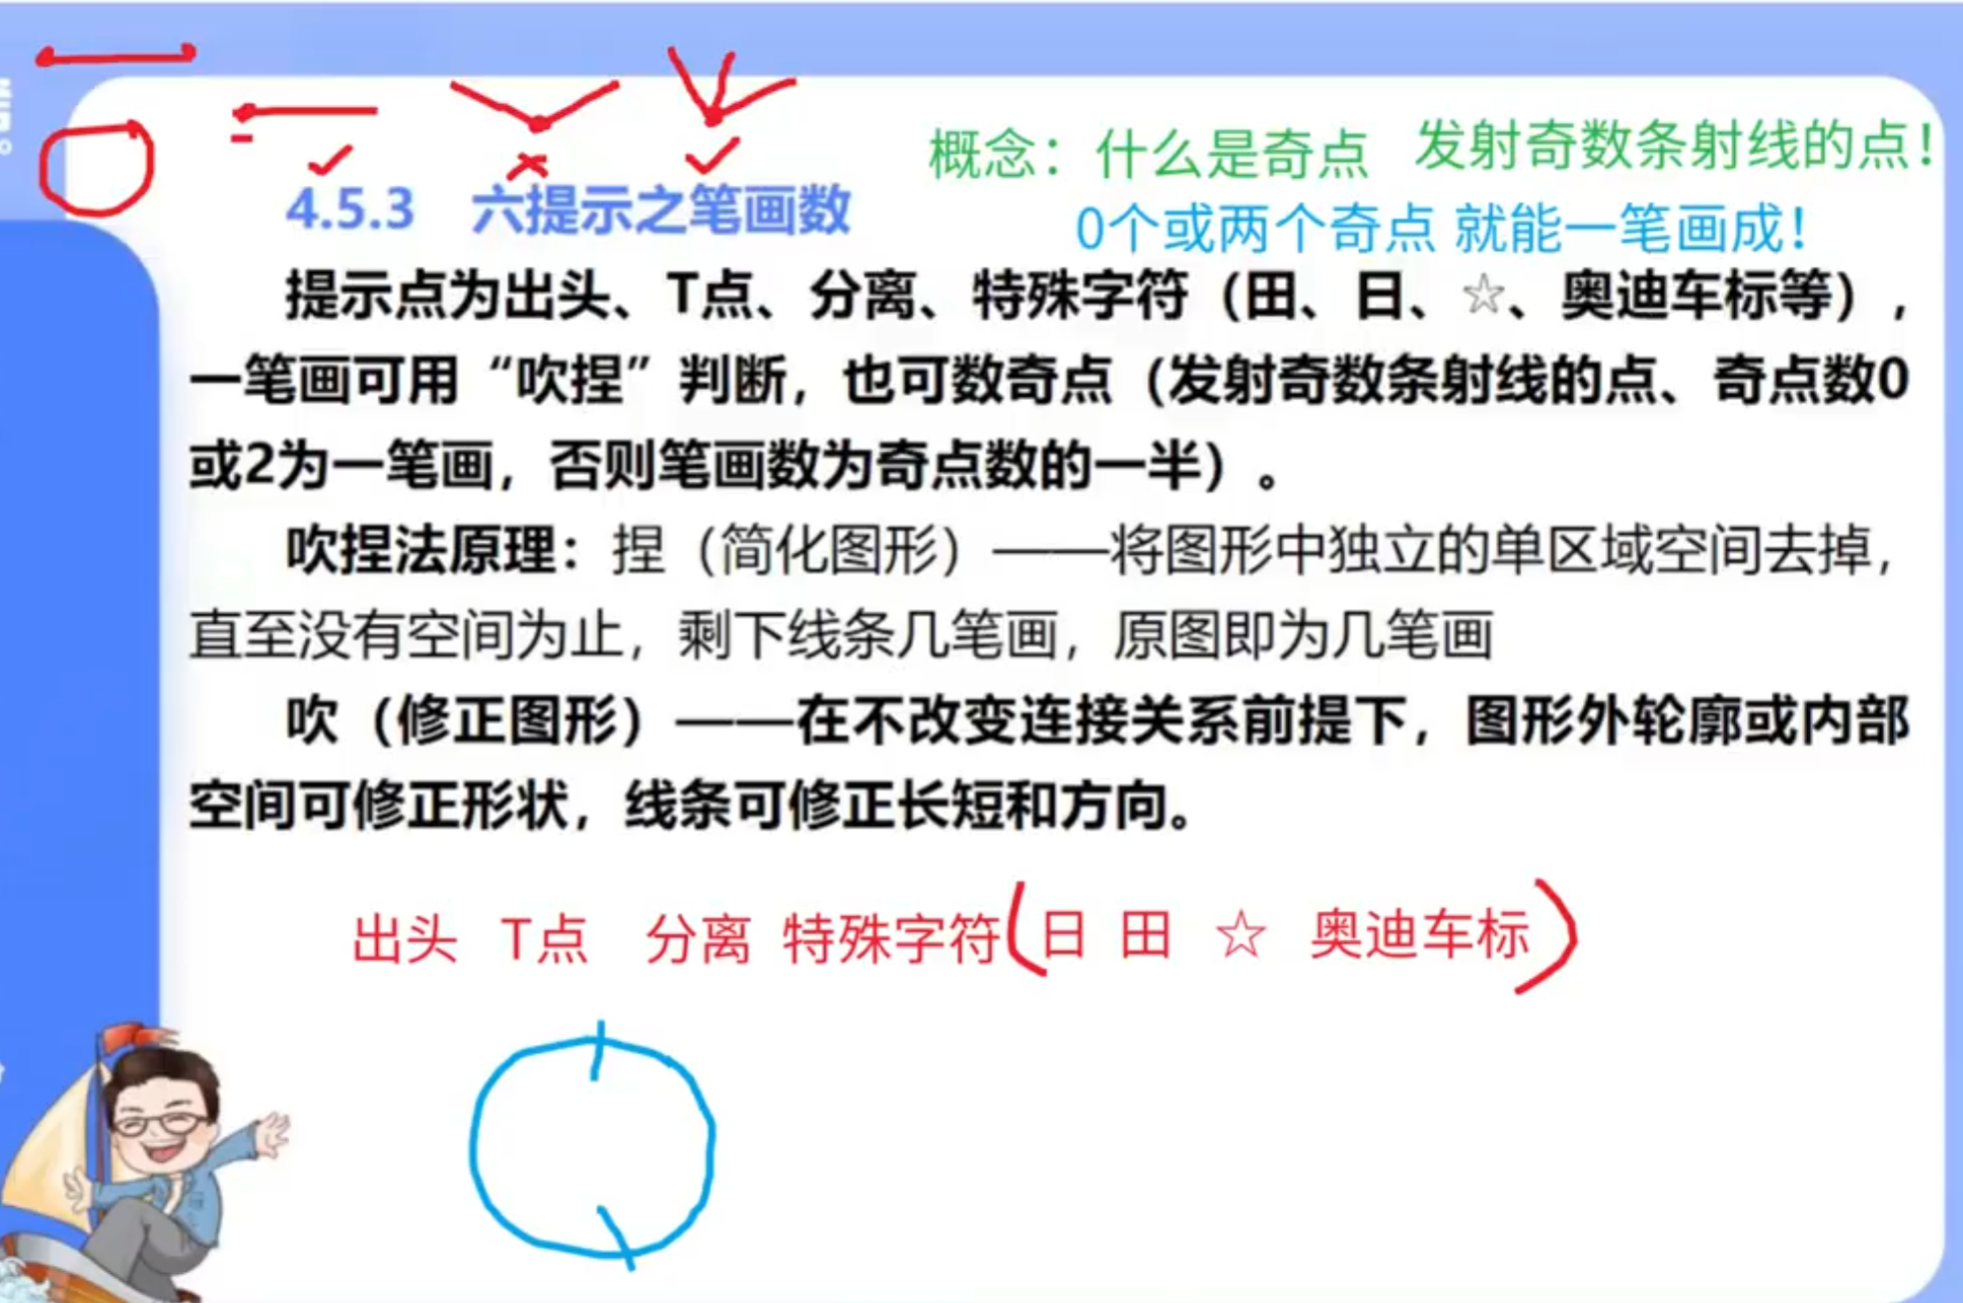 概念：什么是奇点 发射奇数条射线的点！
4.5.3 六提示之笔画数
0个或两个奇点 就能一笔画成！
提示点为出头、T点、分离、特殊字符（田、日、☆、奥迪车标等），
一笔画可用“吹捏”判断，也可数奇点（发射奇数条射线的点、奇点数0
或2为一笔画，否则笔画数为奇点数的一半）。
吹捏法原理：捏（简化图形）——将图形中独立的单区域空间去掉，
直至没有空间为止，剩下线条几笔画，原图即为几笔画
吹（修正图形）——在不改变连接关系前提下，图形外轮廓或内部
空间可修正形状，线条可修正长短和方向。
出头 T点 分离 特殊字符(日 田 ☆ 奥迪车标)